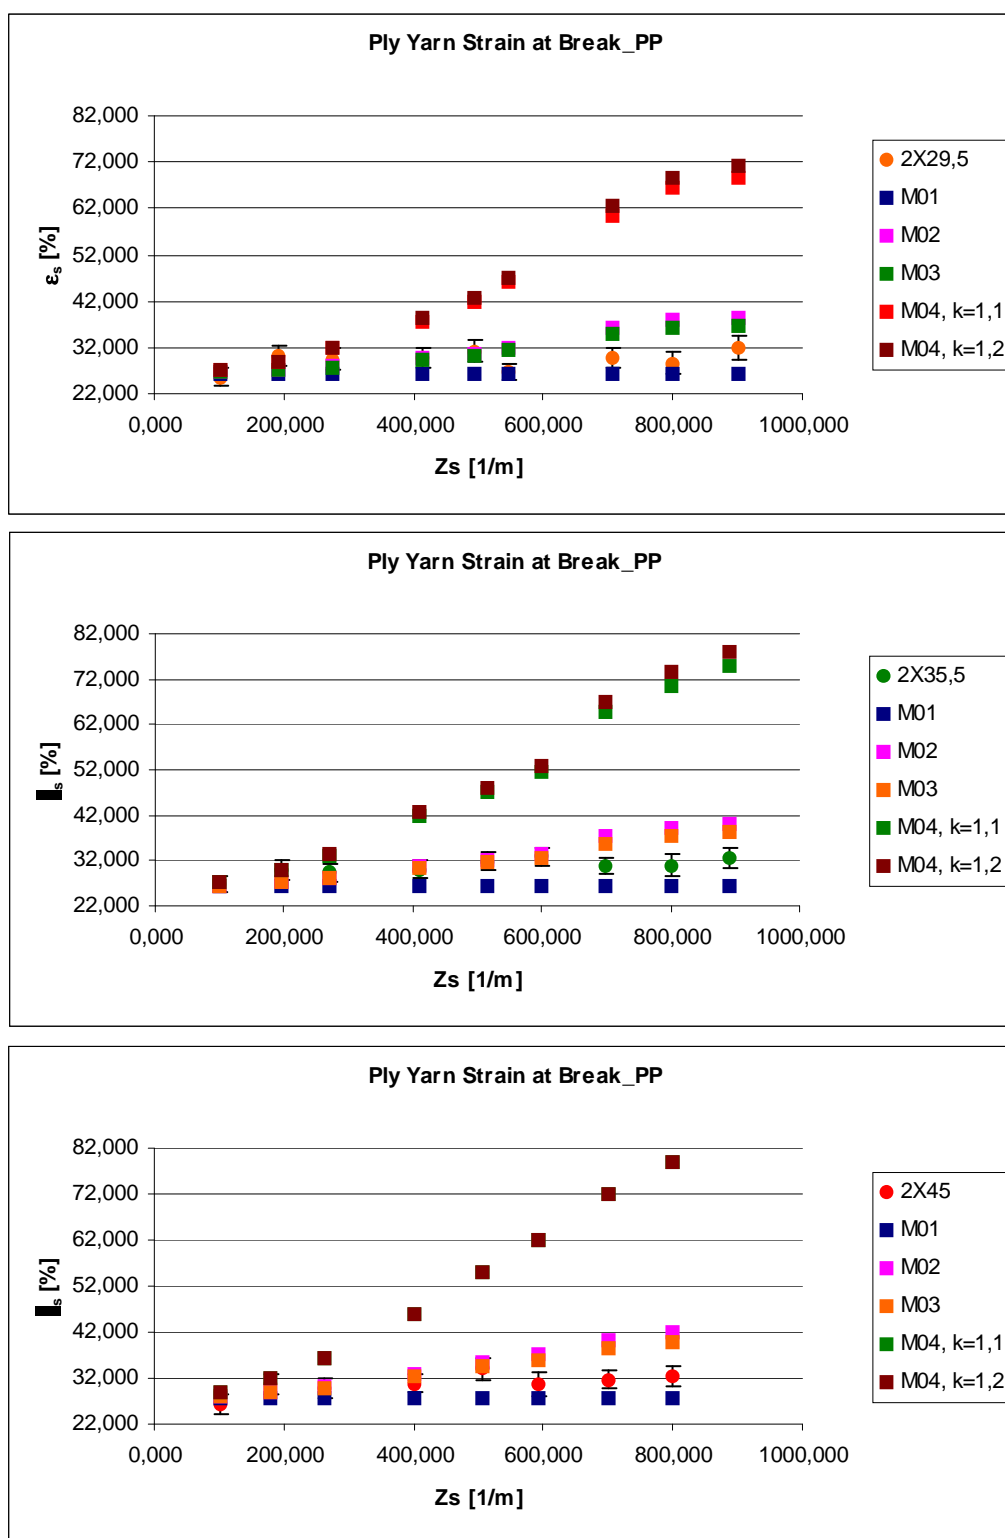 Ply Yarn Strain at Break_PP
82,000
72,000
62,000
52,000
42,000
32,000
22,000
εs [%]
0,000 200,000 400,000 600,000 800,000 1000,000
Zs [1/m]
2X29,5
M01
M02
M03
M04, k=1,1
M04, k=1,2
Ply Yarn Strain at Break_PP
82,000
72,000
62,000
52,000
42,000
32,000
22,000
s [%]
0,000 200,000 400,000 600,000 800,000 1000,000
Zs [1/m]
2X35,5
M01
M02
M03
M04, k=1,1
M04, k=1,2
Ply Yarn Strain at Break_PP
82,000
72,000
62,000
52,000
42,000
32,000
22,000
s [%]
0,000 200,000 400,000 600,000 800,000 1000,000
Zs [1/m]
2X45
M01
M02
M03
M04, k=1,1
M04, k=1,2